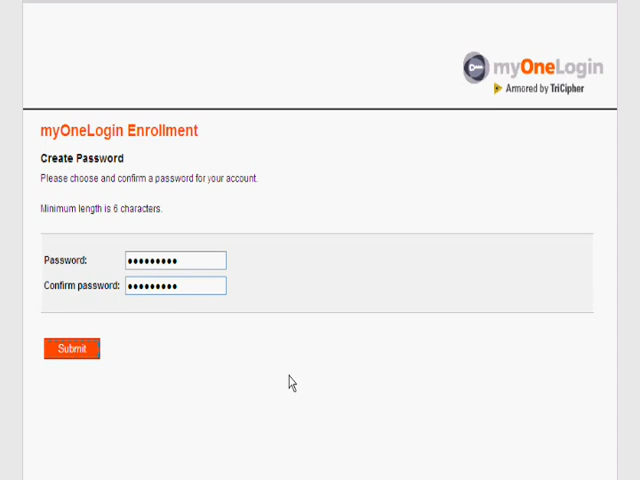 myOneLogin
Armored by TriCipher
myOneLogin Enrollment
Create Password
Please choose and confirm a password for your account.
Minimum length is 6 characters.
Password: •••••••••
Confirm password: •••••••••
Submit